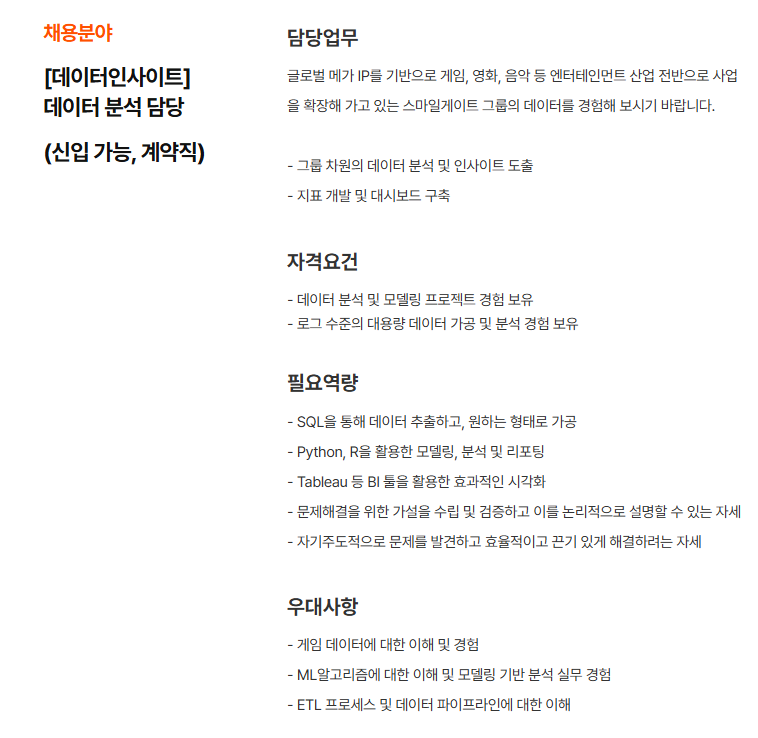 채용분야
[데이터인사이트]
데이터 분석 담당
(신입 가능, 계약직)
담당업무
글로벌 메가 IP를 기반으로 게임, 영화, 음악 등 엔터테인먼트 산업 전반으로 사업
을 확장해 가고 있는 스마일게이트 그룹의 데이터를 경험해 보시기 바랍니다.
- 그룹 차원의 데이터 분석 및 인사이트 도출
- 지표 개발 및 대시보드 구축
자격요건
- 데이터 분석 및 모델링 프로젝트 경험 보유
- 로그 수준의 대용량 데이터 가공 및 분석 경험 보유
필요역량
- SQL을 통해 데이터 추출하고, 원하는 형태로 가공
- Python, R을 활용한 모델링, 분석 및 리포팅
- Tableau 등 BI 툴을 활용한 효과적인 시각화
- 문제해결을 위한 가설을 수립 및 검증하고 이를 논리적으로 설명할 수 있는 자세
- 자기주도적으로 문제를 발견하고 효율적이고 끈기 있게 해결하려는 자세
우대사항
- 게임 데이터에 대한 이해 및 경험
- ML알고리즘에 대한 이해 및 모델링 기반 분석 실무 경험
- ETL 프로세스 및 데이터 파이프라인에 대한 이해